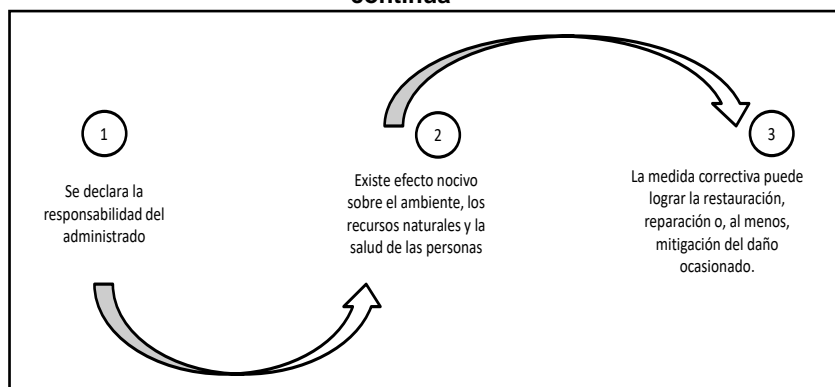 continua
1
Se declara la
responsabilidad del
administrado
2
Existe efecto nocivo
sobre el ambiente, los
recursos naturales y la
salud de las personas
3
La medida correctiva puede
lograr la restauración,
reparación o, al menos,
mitigación del daño
ocasionado.